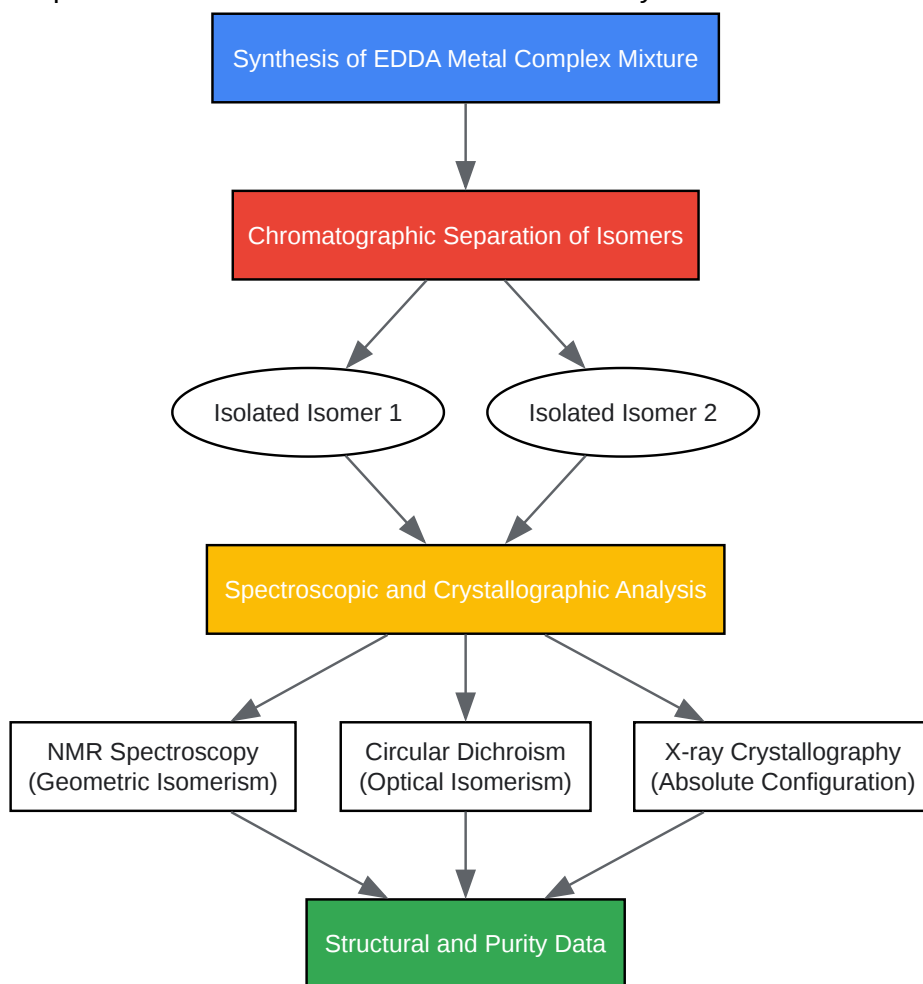 Synthesis of EDDA Metal Complex Mixture
Chromatographic Separation of Isomers
Isolated Isomer 1
Isolated Isomer 2
Spectroscopic and Crystallographic Analysis
NMR Spectroscopy
(Geometric Isomerism)
Circular Dichroism
(Optical Isomerism)
X-ray Crystallography
(Absolute Configuration)
Structural and Purity Data